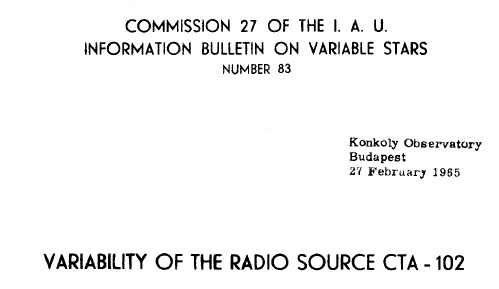 COMMISSION 27 OF THE I. A. U.
INFORMATION BULLETIN ON VARIABLE STARS
NUMBER 83
Konkoly Observatory
Budapest
27 February 1965
VARIABILITY OF THE RADIO SOURCE CTA - 102